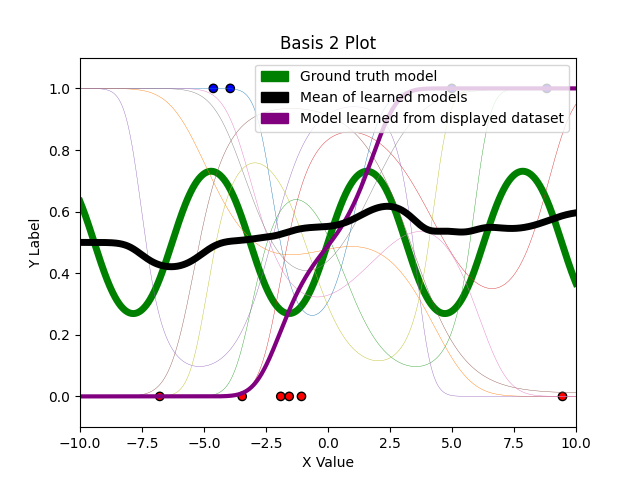 Basis 2 Plot
Ground truth model
Mean of learned models
Model learned from displayed dataset
Y Label
1.0
0.8
0.6
0.4
0.2
0.0
−10.0 −7.5 −5.0 −2.5 0.0 2.5 5.0 7.5 10.0
X Value